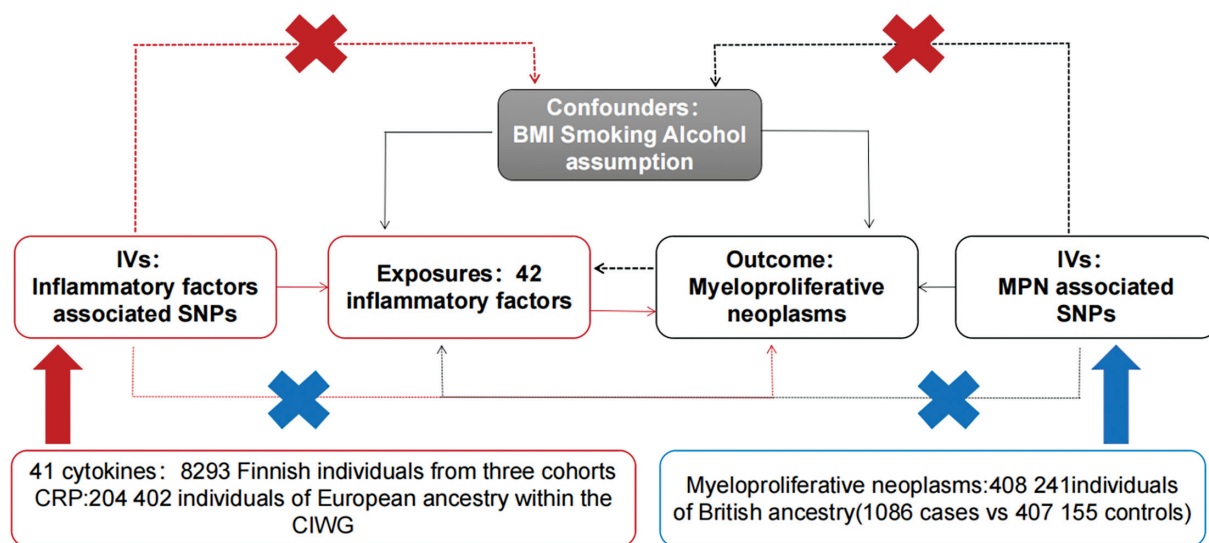 Confounders：
BMI Smoking Alcohol
assumption
IVs:
Inflammatory factors
associated SNPs
Exposures：42
inflammatory factors
Outcome:
Myeloproliferative
neoplasms
IVs:
MPN associated
SNPs
41 cytokines：8293 Finnish individuals from three cohorts
CRP:204 402 individuals of European ancestry within the
CIWG
Myeloproliferative neoplasms:408 241individuals
of British ancestry(1086 cases vs 407 155 controls)